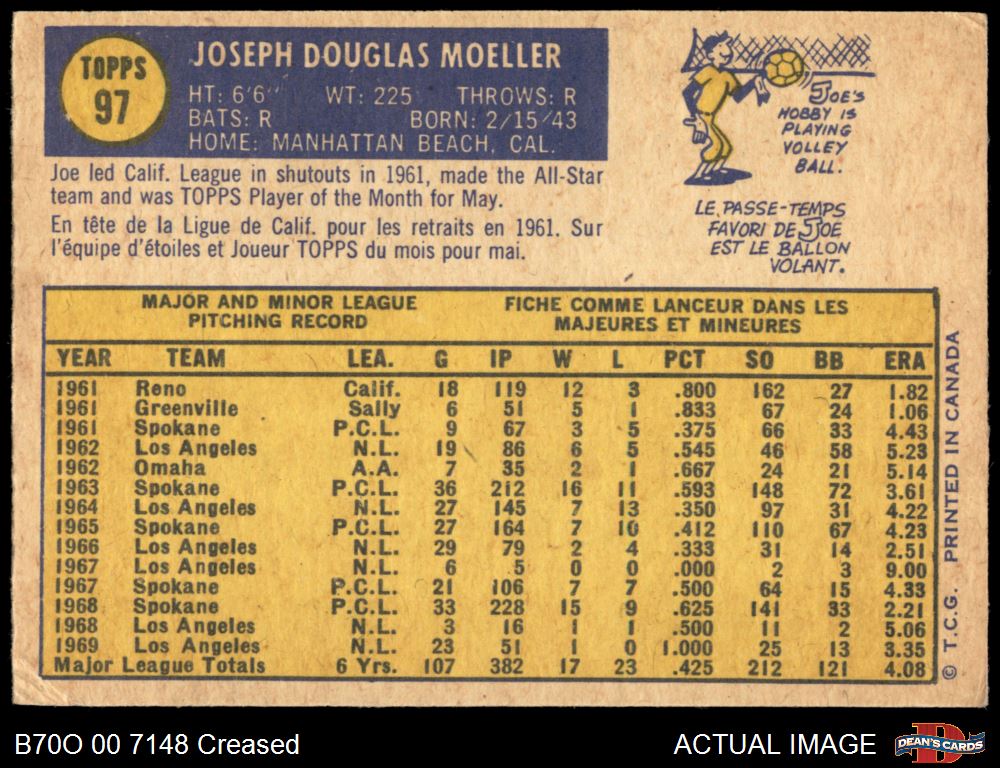 TOPPS
97
JOSEPH DOUGLAS MOELLER
HT: 6'6" WT: 225 THROWS: R
BATS: R BORN: 2/15/43
HOME: MANHATTAN BEACH, CAL.
Joe led Calif. League in shutouts in 1961, made the All-Star
team and was TOPPS Player of the Month for May.
En tête de la Ligue de Calif. pour les retraits en 1961. Sur
l'équipe d'étoiles et Joueur TOPPS du mois pour mai.
JOE'S
HOBBY IS
PLAYING
VOLLEY
BALL.
LE PASSE-TEMPS
FAVORI DE JOE
EST LE BALLON
VOLANT.
MAJOR AND MINOR LEAGUE
PITCHING RECORD
FICHE COMME LANCEUR DANS LES
MAJEURES ET MINEURES
YEAR TEAM LEA. G IP W L PCT SO BB ERA
1961 Reno Calif. 18 119 12 3 .800 162 27 1.82
1961 Greenville Sally 6 51 5 1 .833 67 24 1.06
1961 Spokane P.C.L. 9 67 3 5 .375 66 33 4.43
1962 Los Angeles N.L. 19 86 6 5 .545 46 58 5.23
1962 Omaha A.A. 7 35 2 1 .667 24 21 5.14
1963 Spokane P.C.L. 36 212 16 11 .593 148 72 3.61
1964 Los Angeles N.L. 27 145 7 13 .350 97 31 4.22
1965 Spokane P.C.L. 27 164 7 10 .412 110 67 4.23
1966 Los Angeles N.L. 29 79 2 4 .333 31 14 2.51
1967 Los Angeles N.L. 6 5 0 0 .000 2 3 9.00
1967 Spokane P.C.L. 21 106 7 7 .500 64 15 4.33
1968 Spokane P.C.L. 33 228 15 9 .625 141 33 2.21
1968 Los Angeles N.L. 3 16 1 1 .500 11 2 5.06
1969 Los Angeles N.L. 23 51 1 0 1.000 25 13 3.35
Major League Totals 6 Yrs. 107 382 17 23 .425 212 121 4.08
© T.C.G. PRINTED IN CANADA
B70O 00 7148 Creased
ACTUAL IMAGE
DEAN'S CARDS